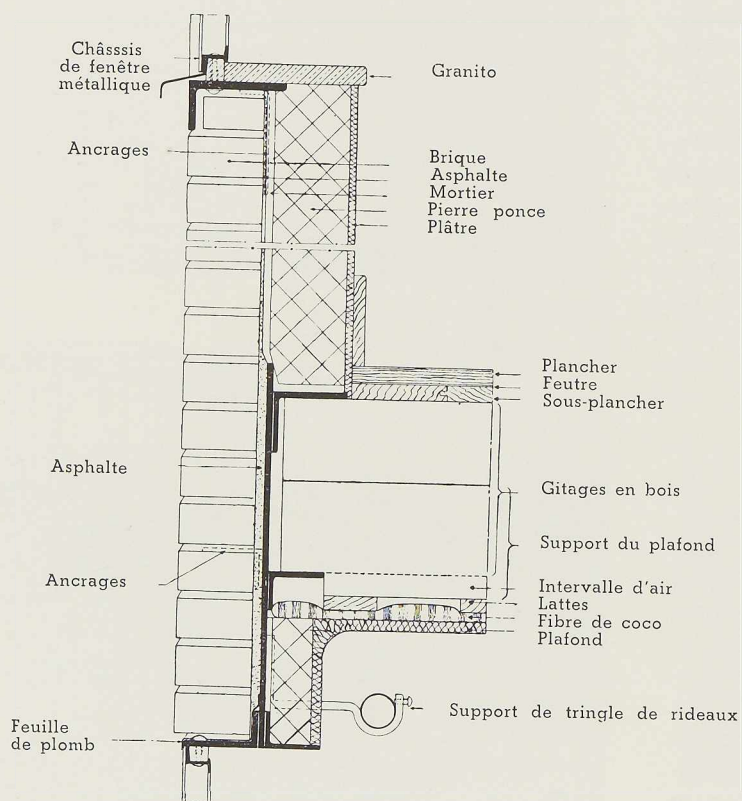 Châsssis
de fenêtre
métallique
Granito
Ancrages
Brique
Asphalte
Mortier
Pierre ponce
Plâtre
Plancher
Feutre
Sous-plancher
Asphalte
Gitages en bois
Support du plafond
Ancrages
Intervalle d'air
Lattes
Fibre de coco
Plafond
Support de tringle de rideaux
Feuille
de plomb